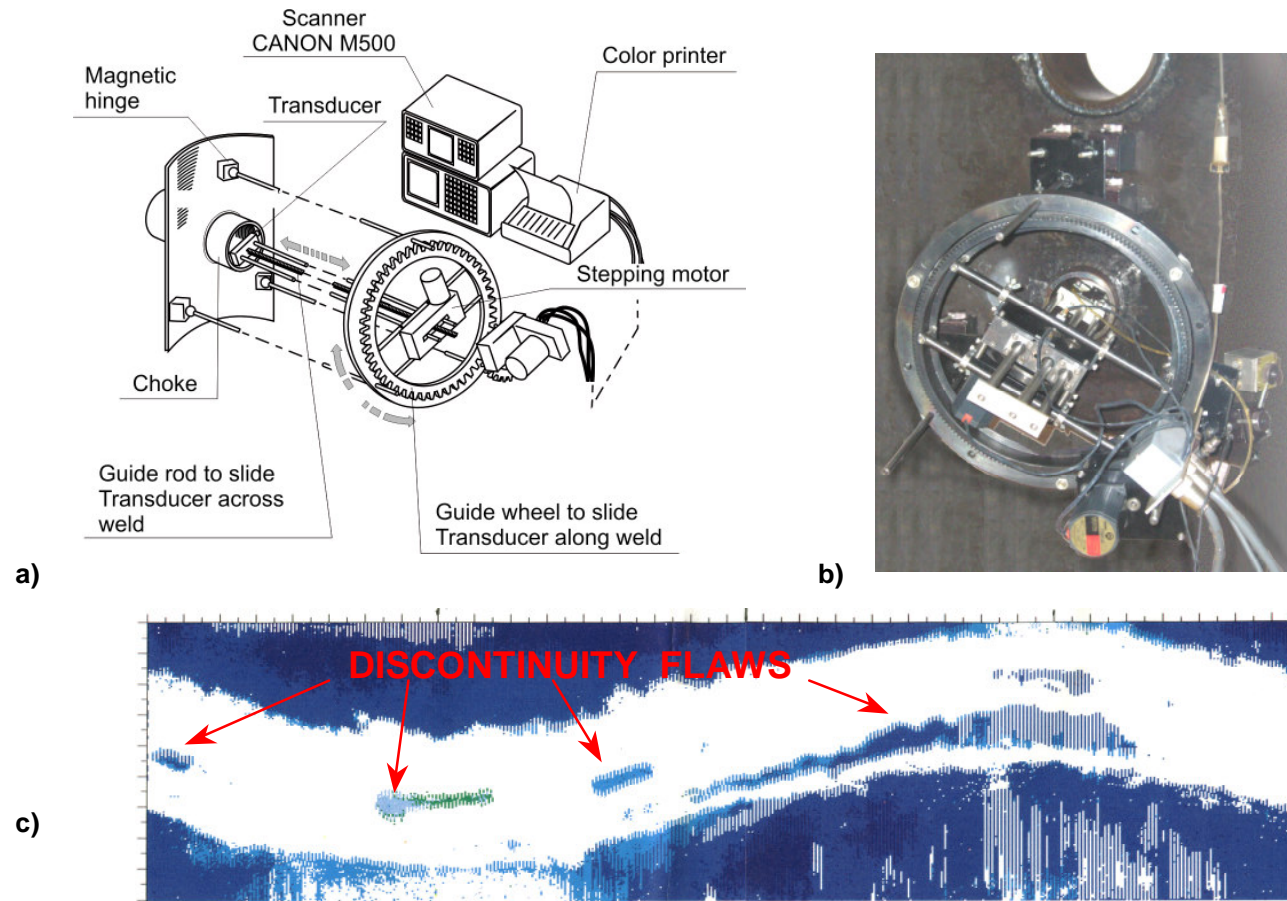 Scanner
CANON M500
Color printer
Magnetic
hinge
Transducer
Stepping motor
Choke
Guide rod to slide
Transducer across
weld
Guide wheel to slide
Transducer along weld
a)
b)
DISCONTINUITY FLAWS
c)